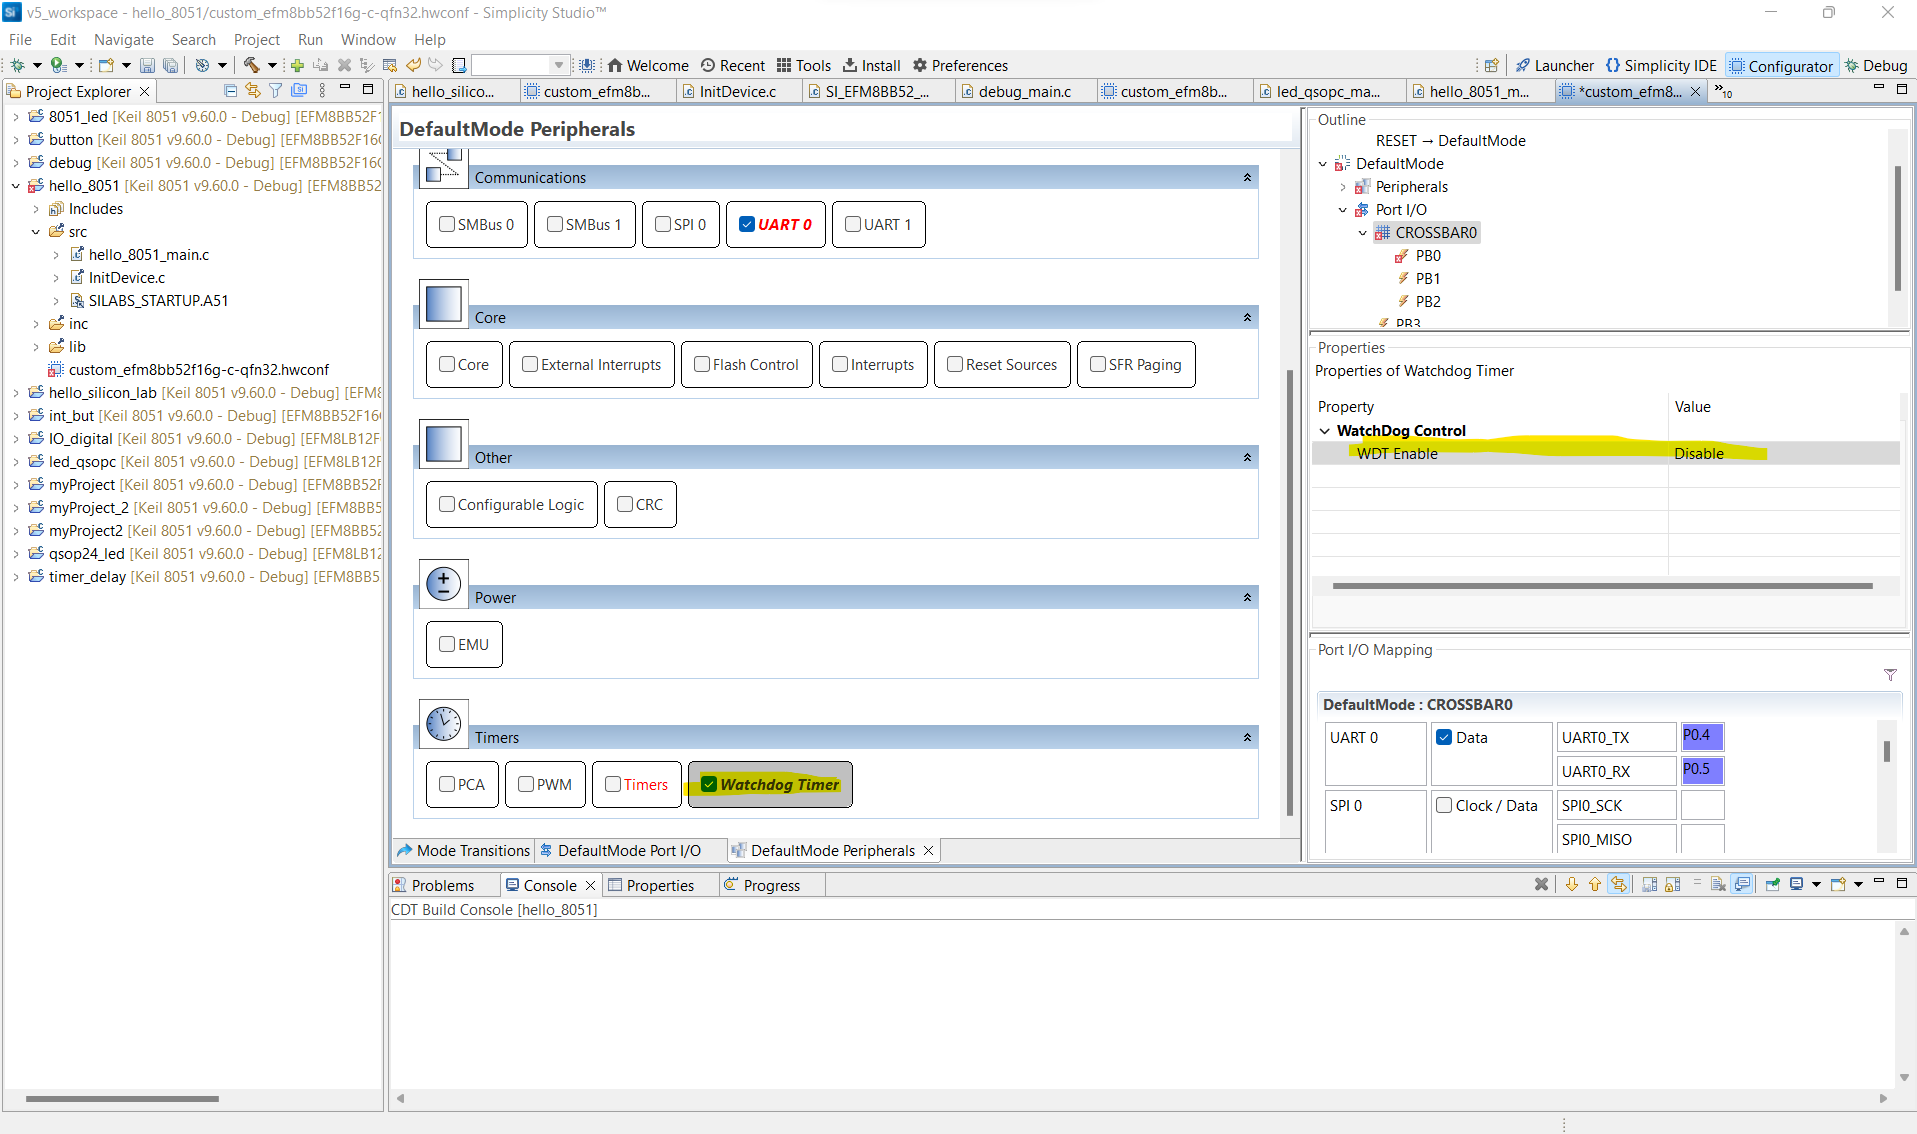 v5_workspace - hello_8051/custom_efm8bb52f16g-c-qfn32.hwconf - Simplicity Studio™
File Edit Navigate Search Project Run Window Help
Welcome Recent Tools Install Preferences Launcher Simplicity IDE Configurator Debug
Project Explorer
8051_led [Keil 8051 v9.60.0 - Debug] [EFM8BB52F1
button [Keil 8051 v9.60.0 - Debug] [EFM8BB52F16
debug [Keil 8051 v9.60.0 - Debug] [EFM8BB52F16
hello_8051 [Keil 8051 v9.60.0 - Debug] [EFM8BB52
Includes
src
hello_8051_main.c
InitDevice.c
SILABS_STARTUP.A51
inc
lib
custom_efm8bb52f16g-c-qfn32.hwconf
hello_silicon_lab [Keil 8051 v9.60.0 - Debug] [EFM8
int_but [Keil 8051 v9.60.0 - Debug] [EFM8BB52F16
IO_digital [Keil 8051 v9.60.0 - Debug] [EFM8LB12F
led_qsopc [Keil 8051 v9.60.0 - Debug] [EFM8LB12F
myProject [Keil 8051 v9.60.0 - Debug] [EFM8BB52F
myProject_2 [Keil 8051 v9.60.0 - Debug] [EFM8BB5
myProject2 [Keil 8051 v9.60.0 - Debug] [EFM8BB52
qsop24_led [Keil 8051 v9.60.0 - Debug] [EFM8LB12
timer_delay [Keil 8051 v9.60.0 - Debug] [EFM8BB5
hello_silico... custom_efm8b... InitDevice.c SI_EFM8BB52_... debug_main.c custom_efm8b... led_qsopc_ma... hello_8051_m... *custom_efm8... »10
DefaultMode Peripherals
Communications
SMBus 0 SMBus 1 SPI 0 UART 0 UART 1
Core
Core External Interrupts Flash Control Interrupts Reset Sources SFR Paging
Other
Configurable Logic CRC
Power
EMU
Timers
PCA PWM Timers Watchdog Timer
Mode Transitions DefaultMode Port I/O DefaultMode Peripherals
Outline
RESET → DefaultMode
DefaultMode
Peripherals
Port I/O
CROSSBAR0
PB0
PB1
PB2
PB3
Properties
Properties of Watchdog Timer
Property Value
WatchDog Control
WDT Enable Disable
Port I/O Mapping
DefaultMode : CROSSBAR0
UART 0 Data UART0_TX P0.4
UART0_RX P0.5
SPI 0 Clock / Data SPI0_SCK
SPI0_MISO
Problems Console Properties Progress
CDT Build Console [hello_8051]